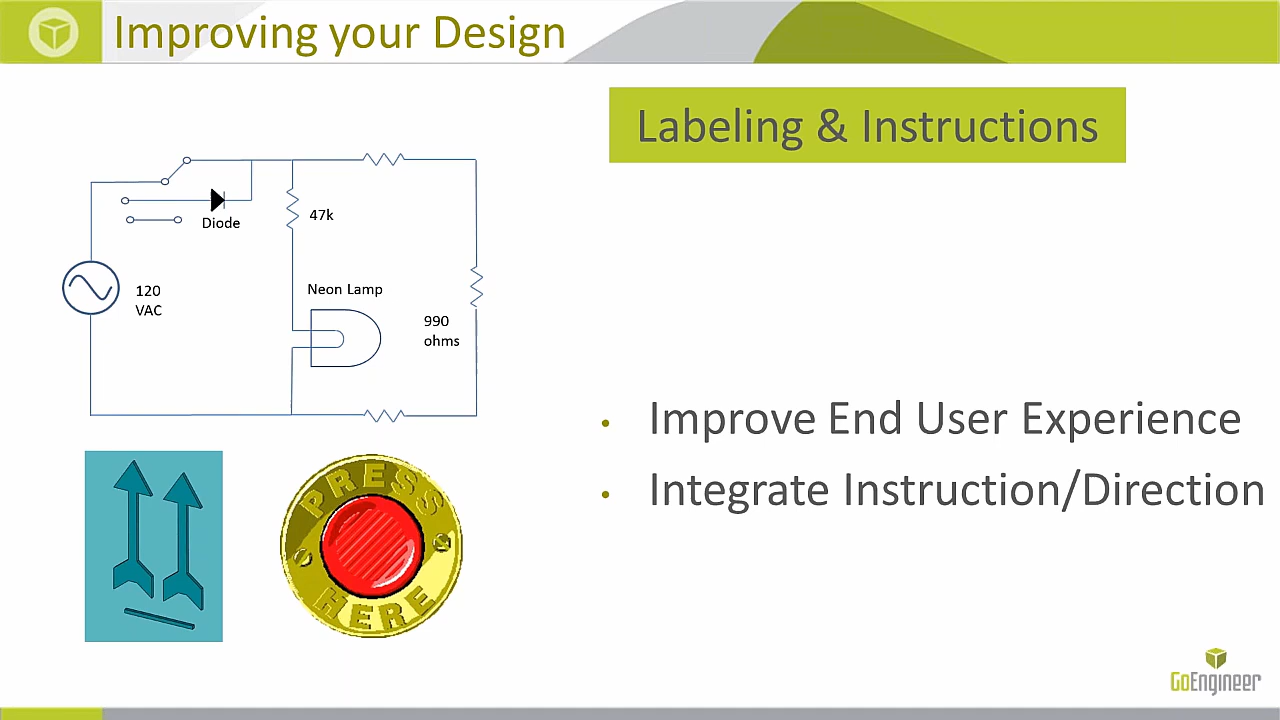 Improving your Design
Labeling & Instructions
Diode
47k
120
VAC
Neon Lamp
990
ohms
• Improve End User Experience
• Integrate Instruction/Direction
PRESS
HERE
GoEngineer